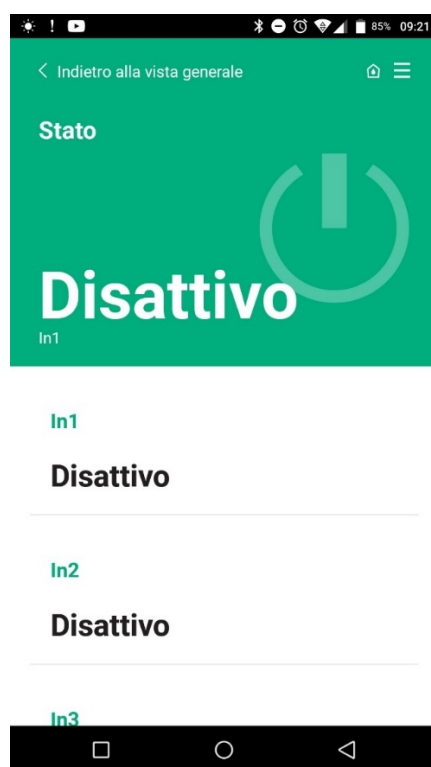 85% 09:21
Indietro alla vista generale
Stato
Disattivo
In1
In1
Disattivo
In2
Disattivo
In3